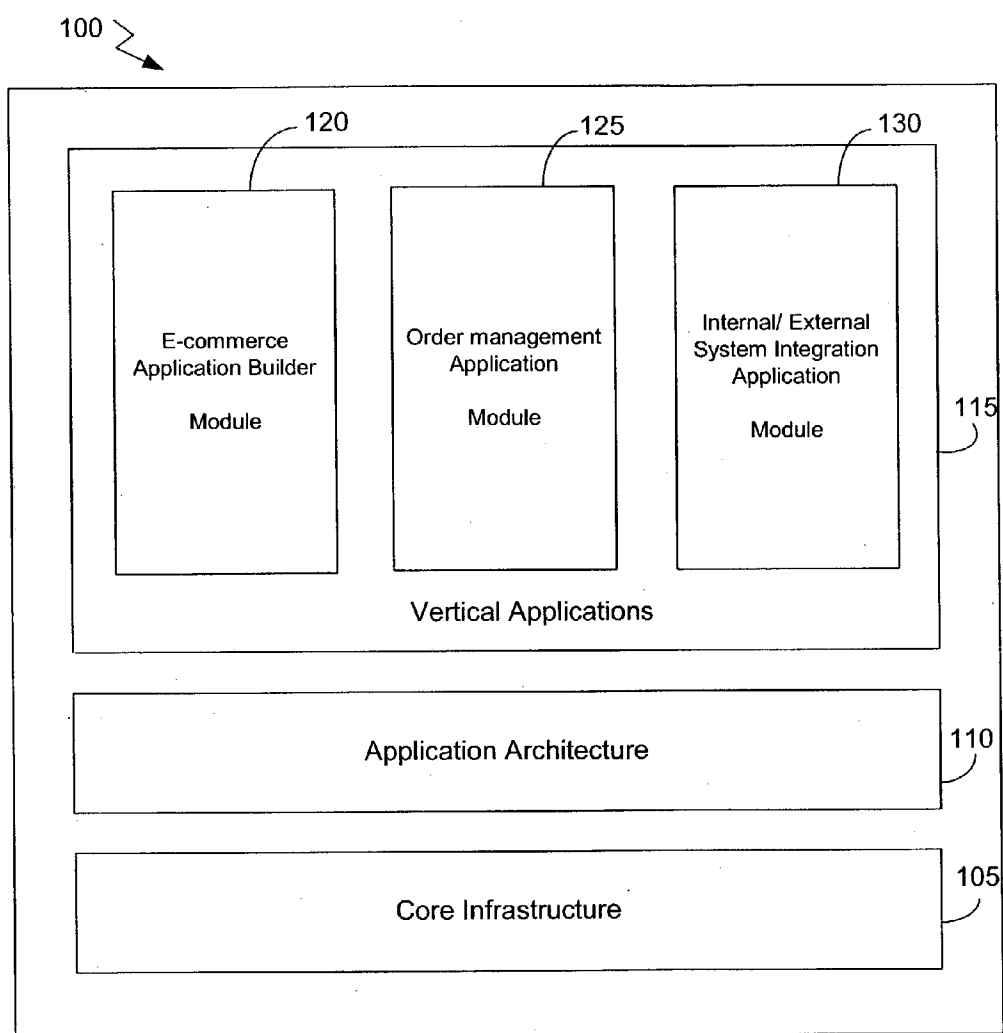 100
120
125
130
E-commerce
Application Builder
Module
Order management
Application
Module
Internal/ External
System Integration
Application
Module
115
Vertical Applications
Application Architecture
110
Core Infrastructure
105